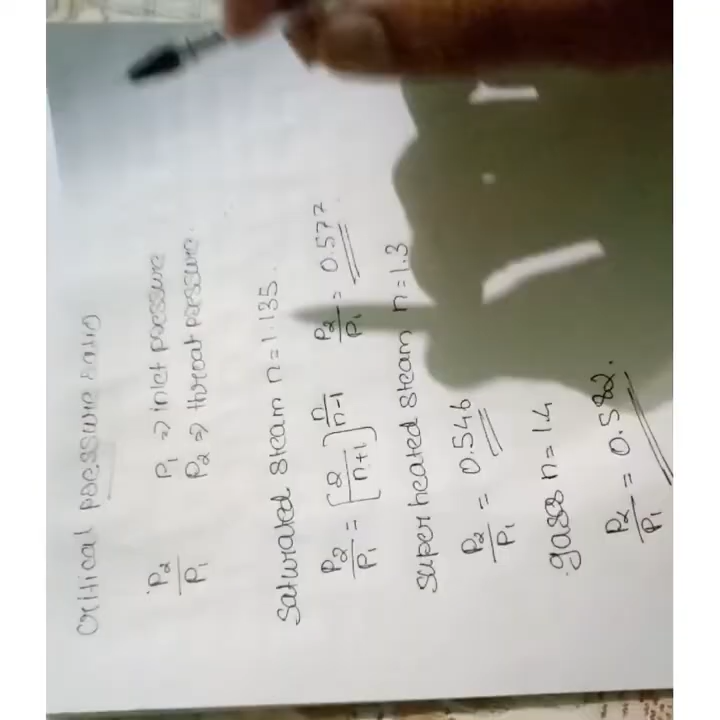 Critical pressure ratio
P₂/P₁ P₁ ⇒ inlet pressure
P₂ ⇒ throat pressure.
Saturated steam n = 1.135.
P₂/P₁ = [2/n+1]^n/n-1 P₂/P₁ = 0.577
Super heated steam n = 1.3
P₂/P₁ = 0.546
gass n = 1.4
P₂/P₁ = 0.582.